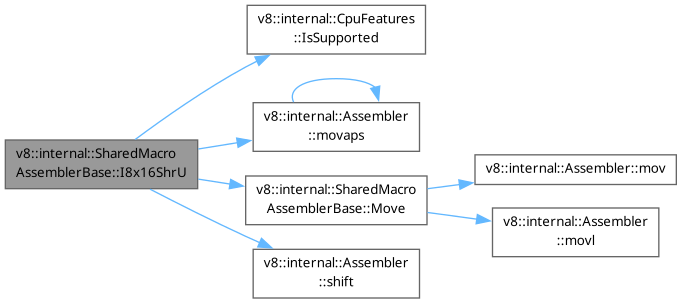 v8::internal::CpuFeatures
::IsSupported
v8::internal::Assembler
::movaps
v8::internal::SharedMacro
AssemblerBase::I8x16ShrU
v8::internal::SharedMacro
AssemblerBase::Move
v8::internal::Assembler::mov
v8::internal::Assembler
::movl
v8::internal::Assembler
::shift